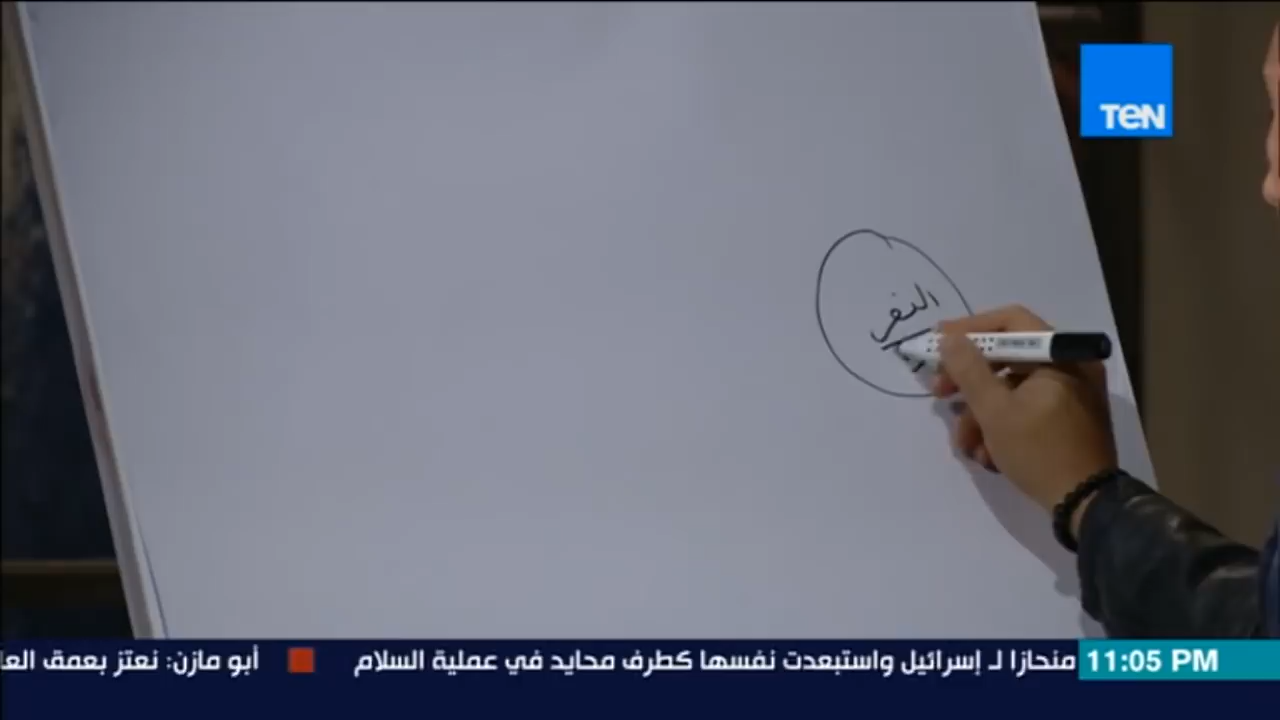 TEN
النفس
11:05 PM
منحازا لـ إسرائيل واستبعدت نفسها كطرف محايد في عملية السلام
أبو مازن: نعتز بعمق العا